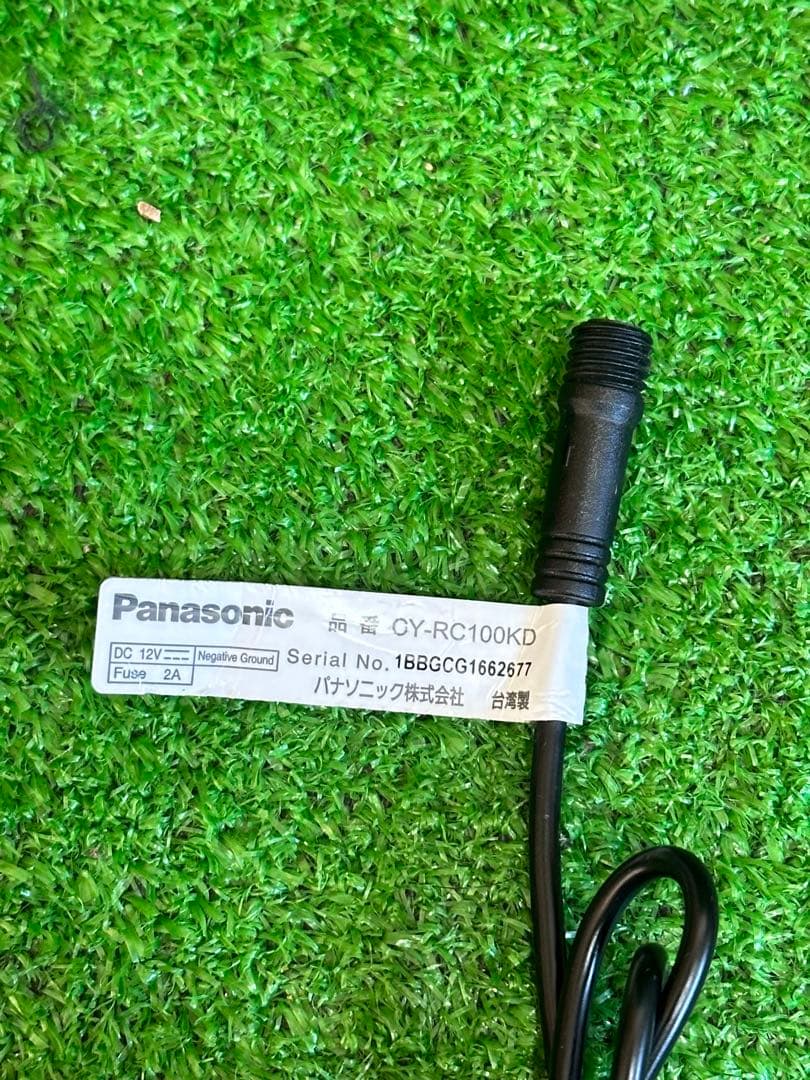 Panasonic 品番 CY-RC100KD
DC 12V Negative Ground Serial No. 1BBGCG1662677
Fuse 2A
パナソニック株式会社 台湾製